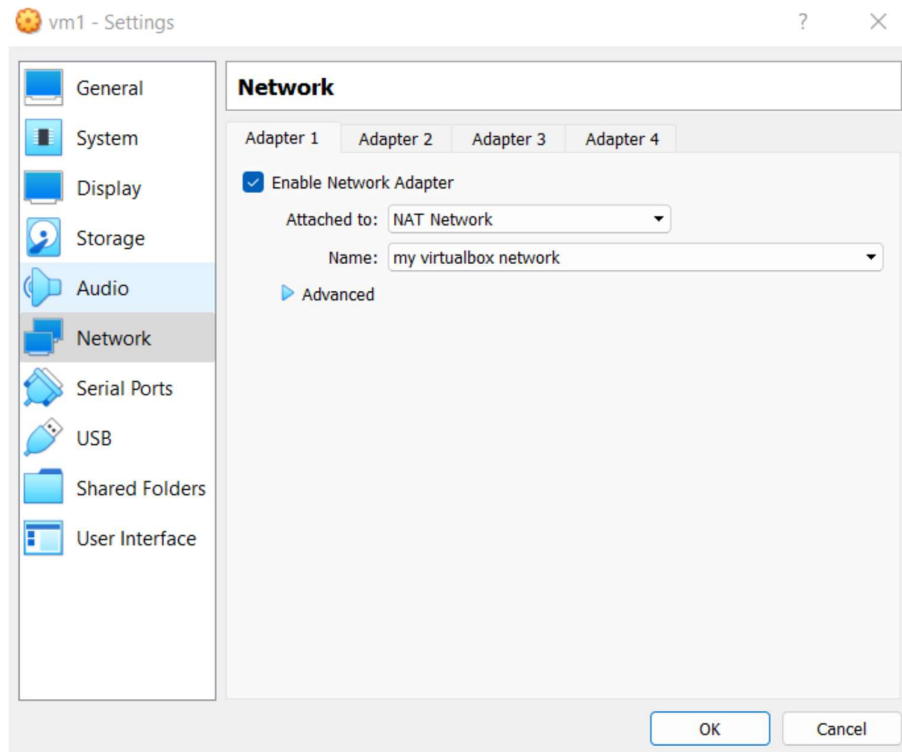 vm1 - Settings
?
General
System
Display
Storage
Audio
Network
Serial Ports
USB
Shared Folders
User Interface
Network
Adapter 1 Adapter 2 Adapter 3 Adapter 4
Enable Network Adapter
Attached to: NAT Network
Name: my virtualbox network
Advanced
OK Cancel